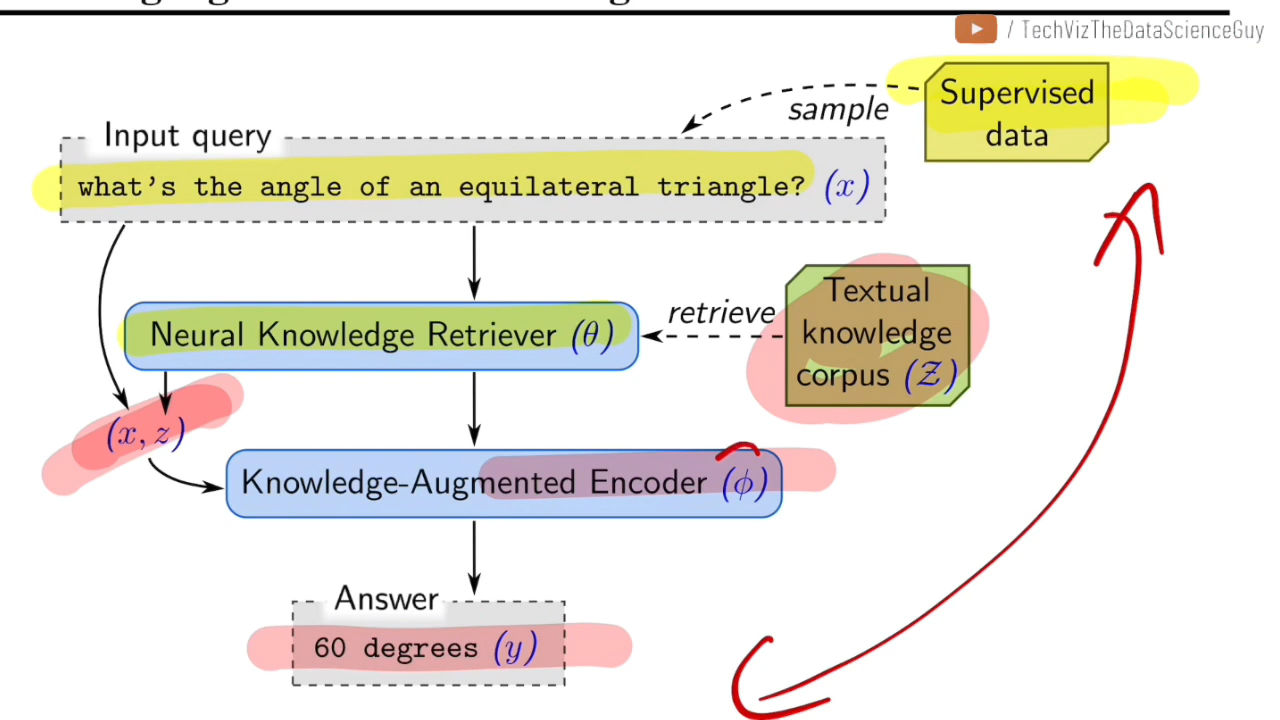 / TechVizTheDataScienceGuy
Supervised
data
sample
Input query
what's the angle of an equilateral triangle? (x)
Textual
knowledge
corpus (Z)
retrieve
Neural Knowledge Retriever (θ)
(x, z)
Knowledge-Augmented Encoder (ϕ)
Answer
60 degrees (y)